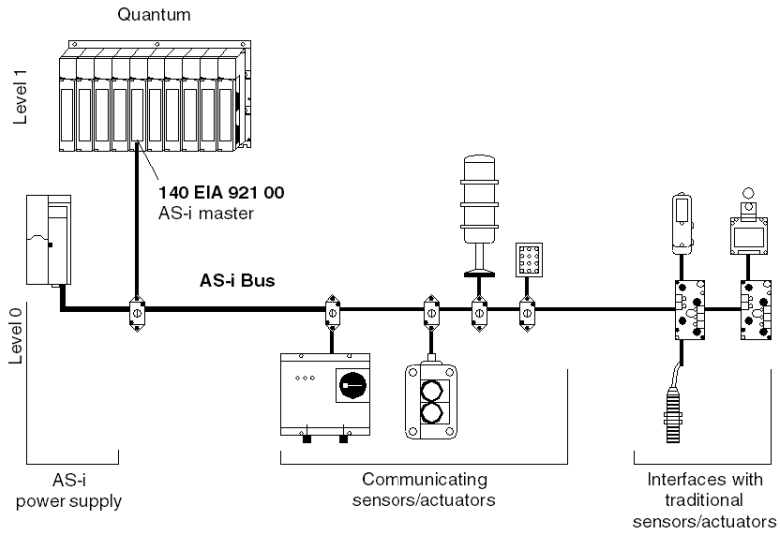 Quantum
Level 1
140 EIA 921 00
AS-i master
AS-i Bus
Level 0
AS-i
power supply
Communicating
sensors/actuators
Interfaces with
traditional
sensors/actuators